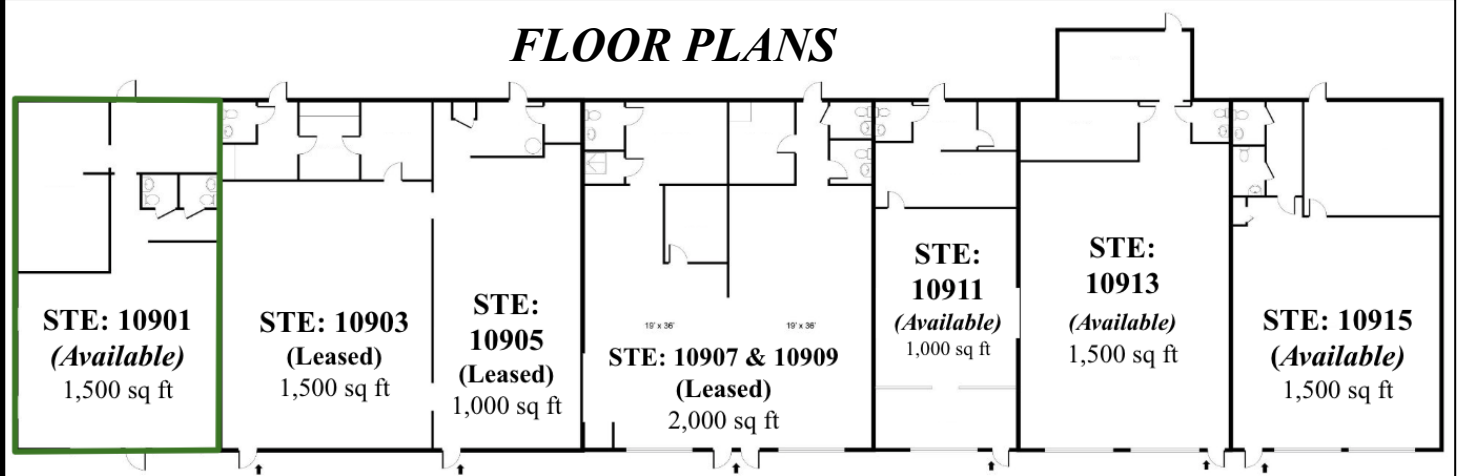 FLOOR PLANS
STE: 10901
(Available)
1,500 sq ft
STE: 10903
(Leased)
1,500 sq ft
STE:
10905
(Leased)
1,000 sq ft
19' x 36'
19' x 36'
STE: 10907 & 10909
(Leased)
2,000 sq ft
STE:
10911
(Available)
1,000 sq ft
STE:
10913
(Available)
1,500 sq ft
STE: 10915
(Available)
1,500 sq ft